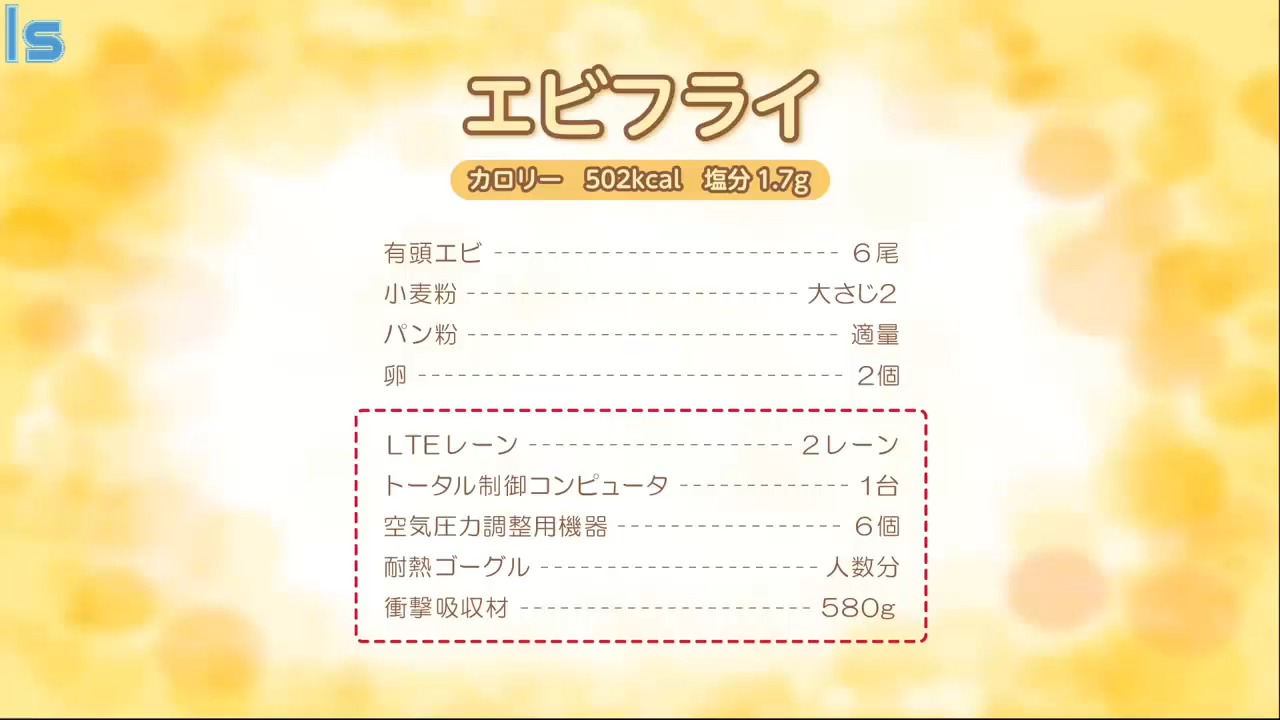 ls
エビフライ
カロリー 502kcal 塩分 1.7g
有頭エビ ６尾
小麦粉 大さじ2
パン粉 適量
卵 2個
LTEレーン 2レーン
トータル制御コンピュータ 1台
空気圧力調整用機器 6個
耐熱ゴーグル 人数分
衝撃吸収材 580g